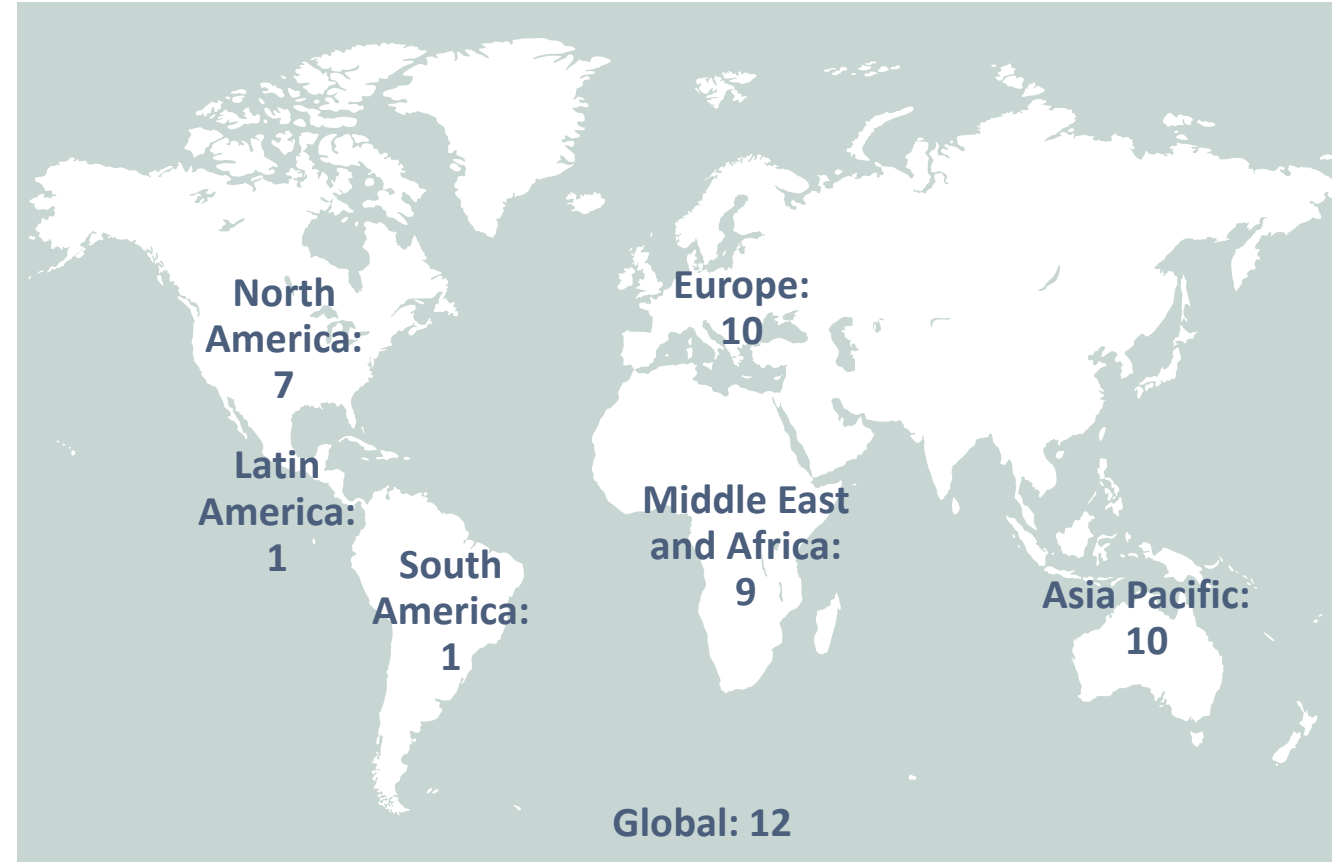 North
America:
7
Europe:
10
Latin
America:
1
South
America:
1
Middle East
and Africa:
9
Asia Pacific:
10
Global: 12